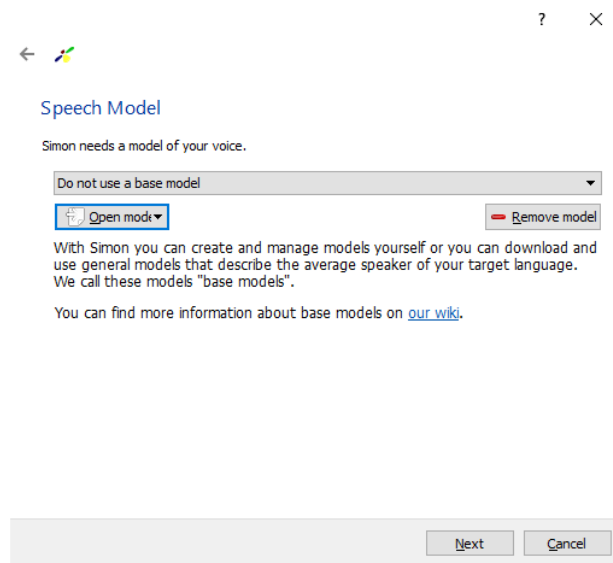 ?
Speech Model
Simon needs a model of your voice.
Do not use a base model
Open mode
Remove model
With Simon you can create and manage models yourself or you can download and
use general models that describe the average speaker of your target language.
We call these models "base models".
You can find more information about base models on our wiki.
Next
Cancel